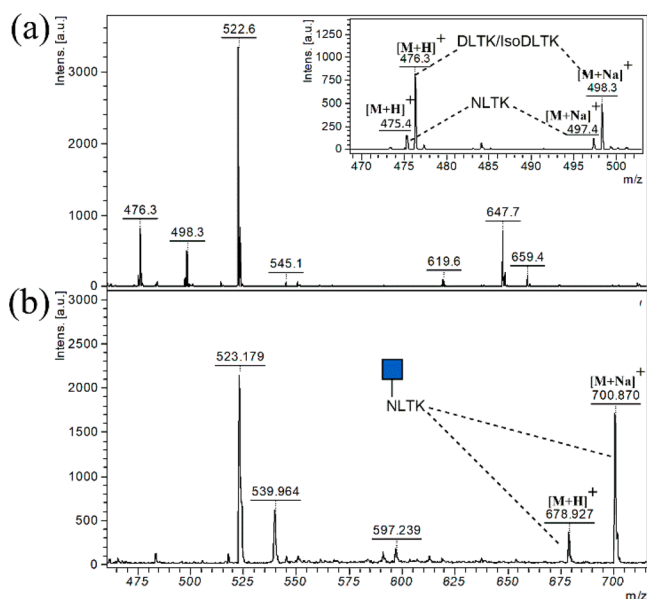 (a)
Intens. [a.u.]
3000
2000
1000
0
522.6
476.3
498.3
545.1
619.6
647.7
659.4
Intens. [a.u.]
1250
1000
750
500
250
0
[M+H]+
476.3
DLTK/IsoDLTK
[M+Na]+
498.3
[M+H]+
475.4
NLTK
[M+Na]+
497.4
470 475 480 485 490 495 500
m/z
(b)
Intens. [a.u.]
3000
2500
2000
1500
1000
500
0
523.179
539.964
597.239
NLTK
[M+Na]+
700.870
[M+H]+
678.927
475 500 525 550 575 600 625 650 675 700
m/z